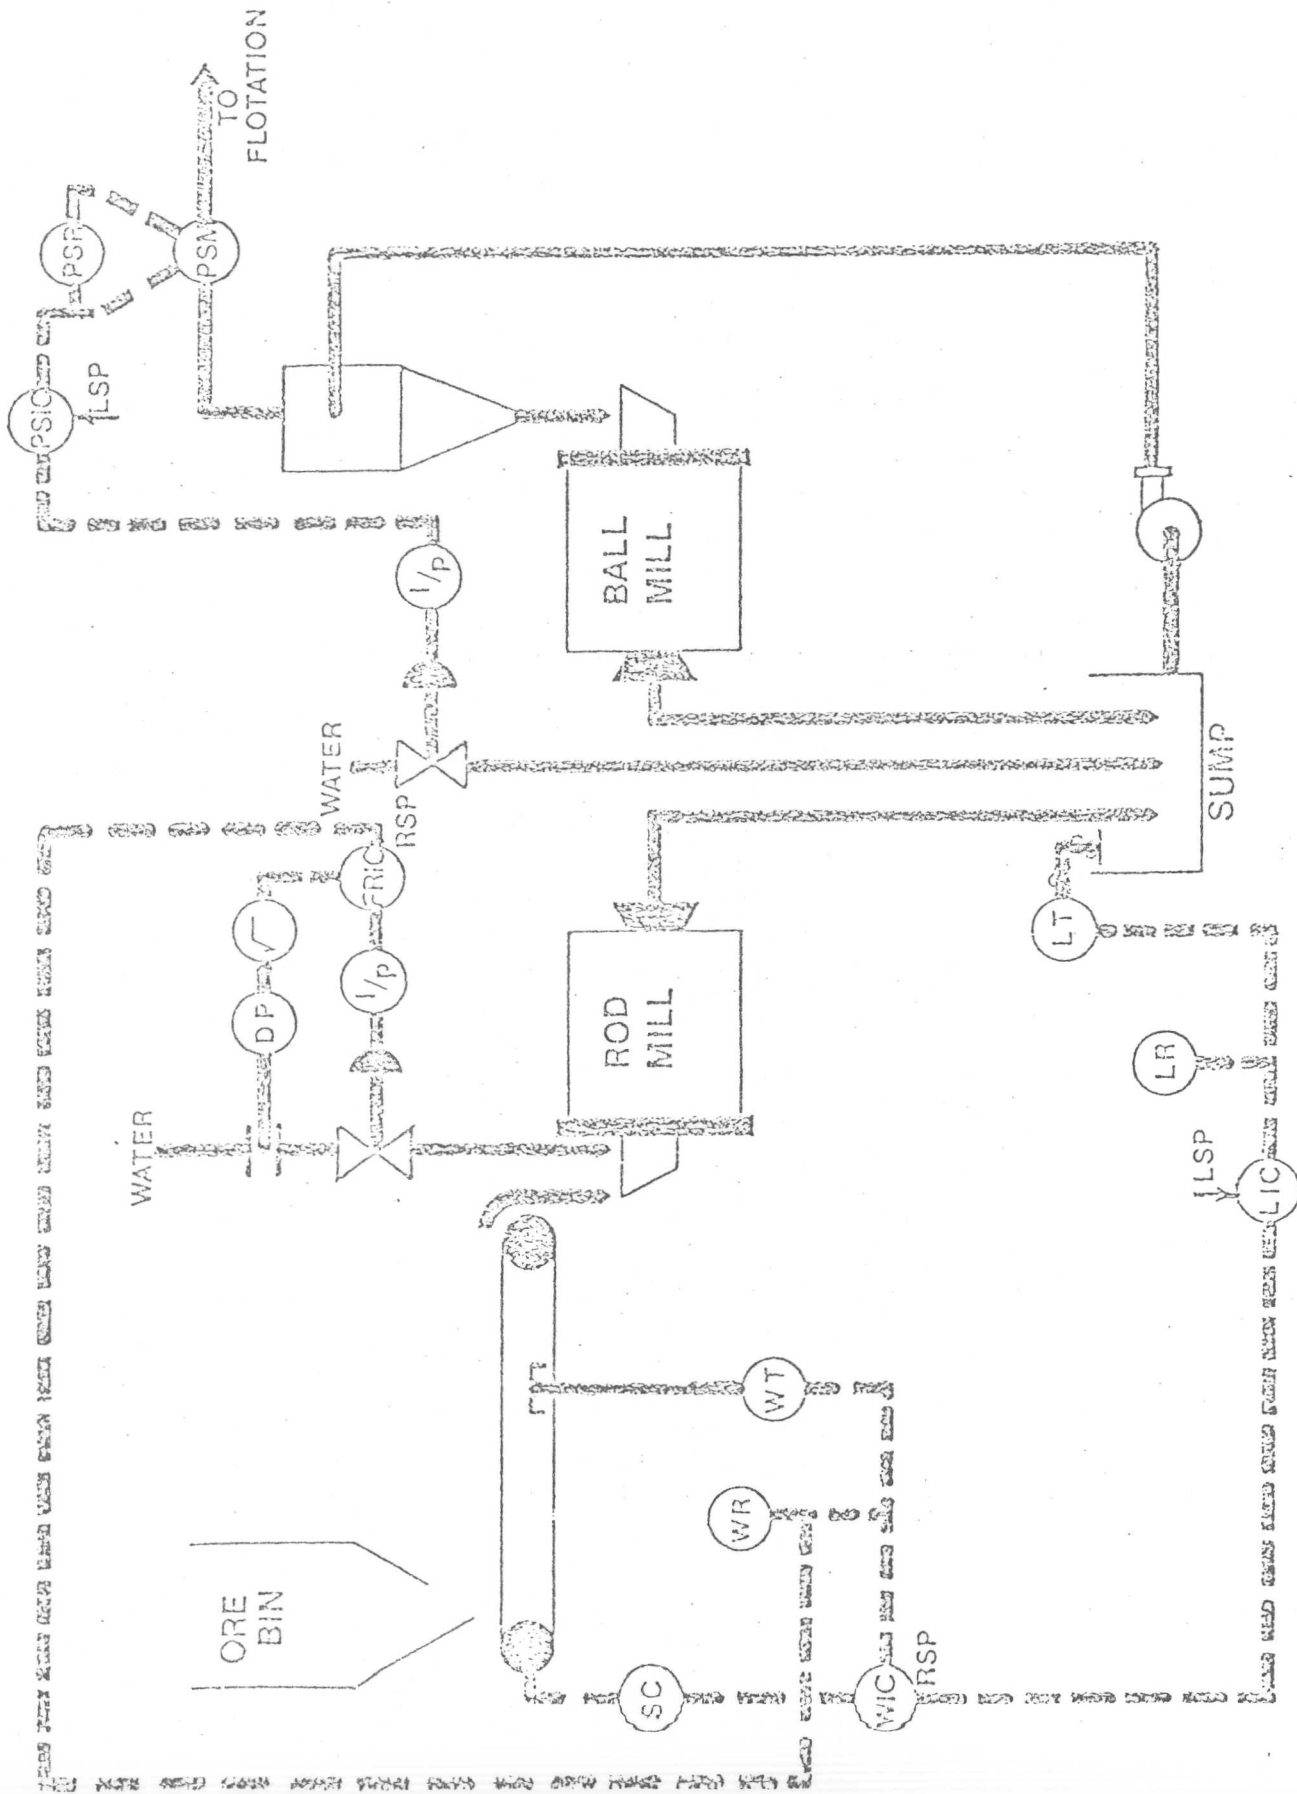 ORE
BIN
SC
WIC
RSP
WR
WT
WATER
DP
√
I/P
FRIC
RSP
ROD
MILL
LIC
LSP
LR
LT
SUMP
WATER
I/P
BALL
MILL
PSIC
LSP
PSR
PSM
TO
FLOTATION